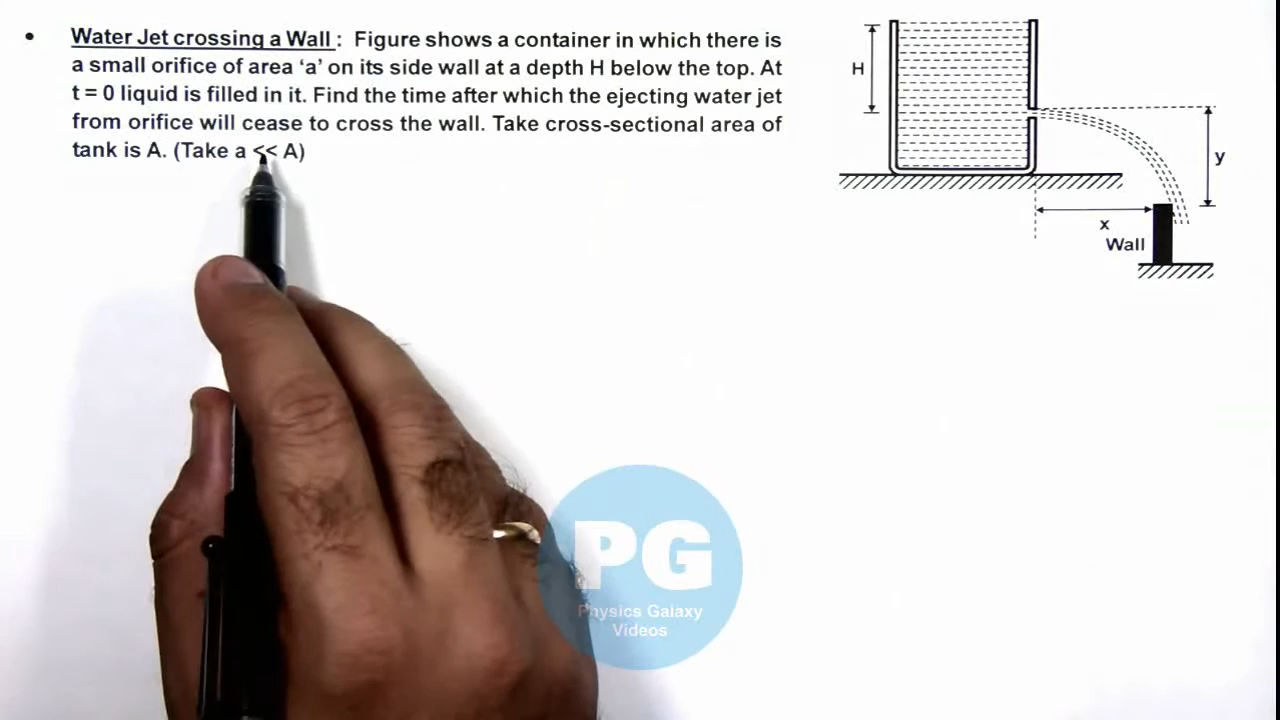 • Water Jet crossing a Wall : Figure shows a container in which there is
a small orifice of area ‘a’ on its side wall at a depth H below the top. At
t = 0 liquid is filled in it. Find the time after which the ejecting water jet
from orifice will cease to cross the wall. Take cross-sectional area of
tank is A. (Take a << A)
H
y
x
Wall
PG
Physics Galaxy
Videos